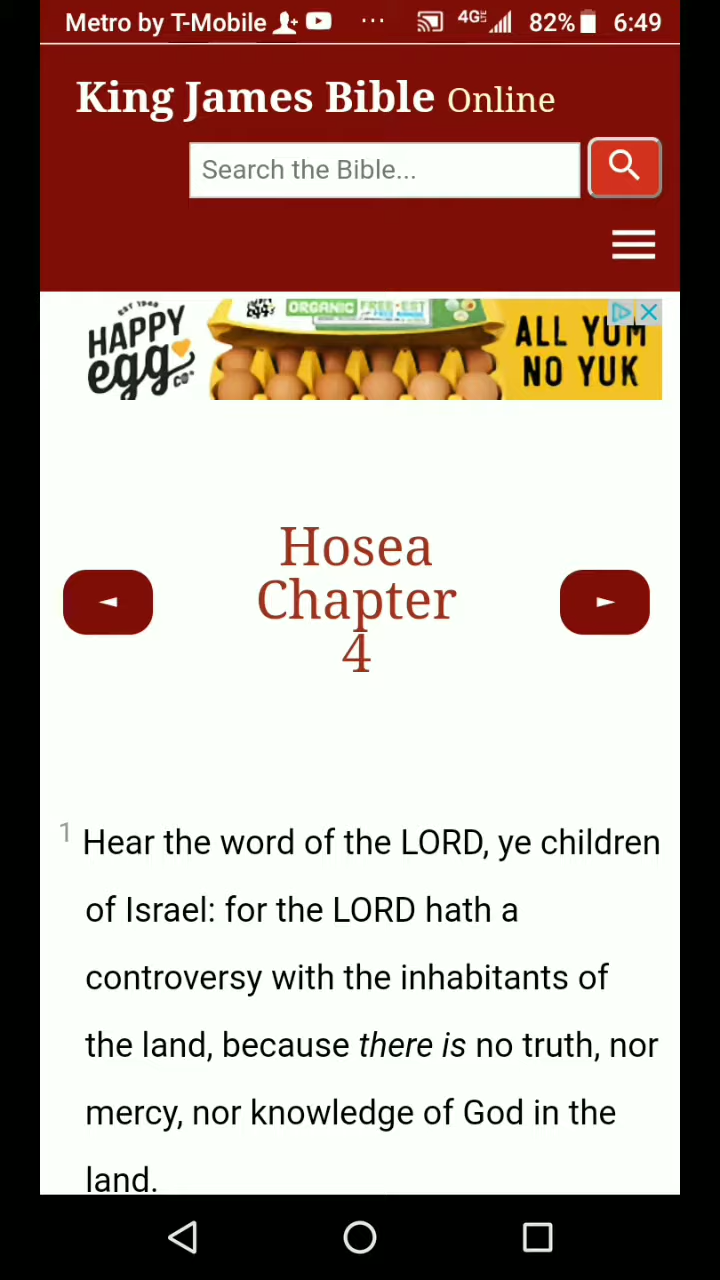 Metro by T-Mobile ... 4G 82% 6:49
King James Bible Online
Search the Bible...
EST 1940
HAPPY
egg
CO
ORGANIC FREE
ALL YUM
NO YUK
Hosea
Chapter
4
1 Hear the word of the LORD, ye children
of Israel: for the LORD hath a
controversy with the inhabitants of
the land, because there is no truth, nor
mercy, nor knowledge of God in the
land.